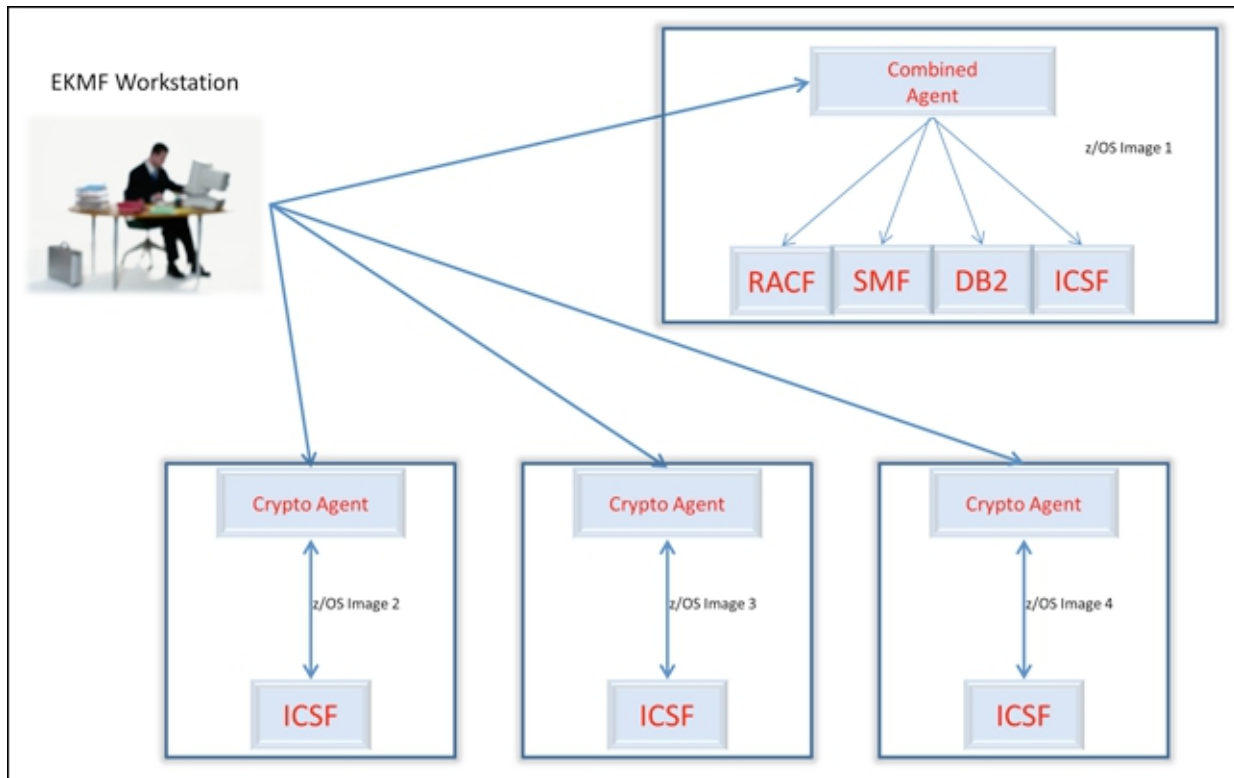 EKMF Workstation
Combined
Agent
z/OS Image 1
RACF SMF DB2 ICSF
Crypto Agent Crypto Agent Crypto Agent
z/OS Image 2 z/OS Image 3 z/OS Image 4
ICSF ICSF ICSF